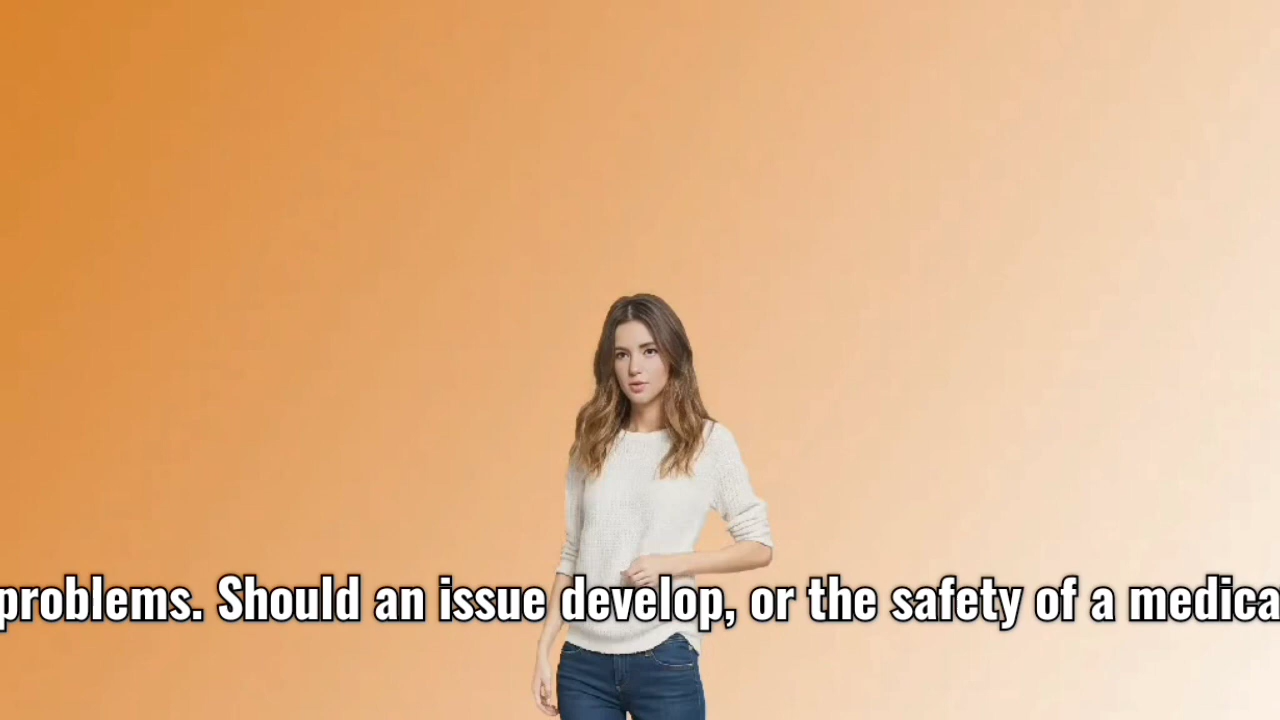 problems. Should an issue develop, or the safety of a medica